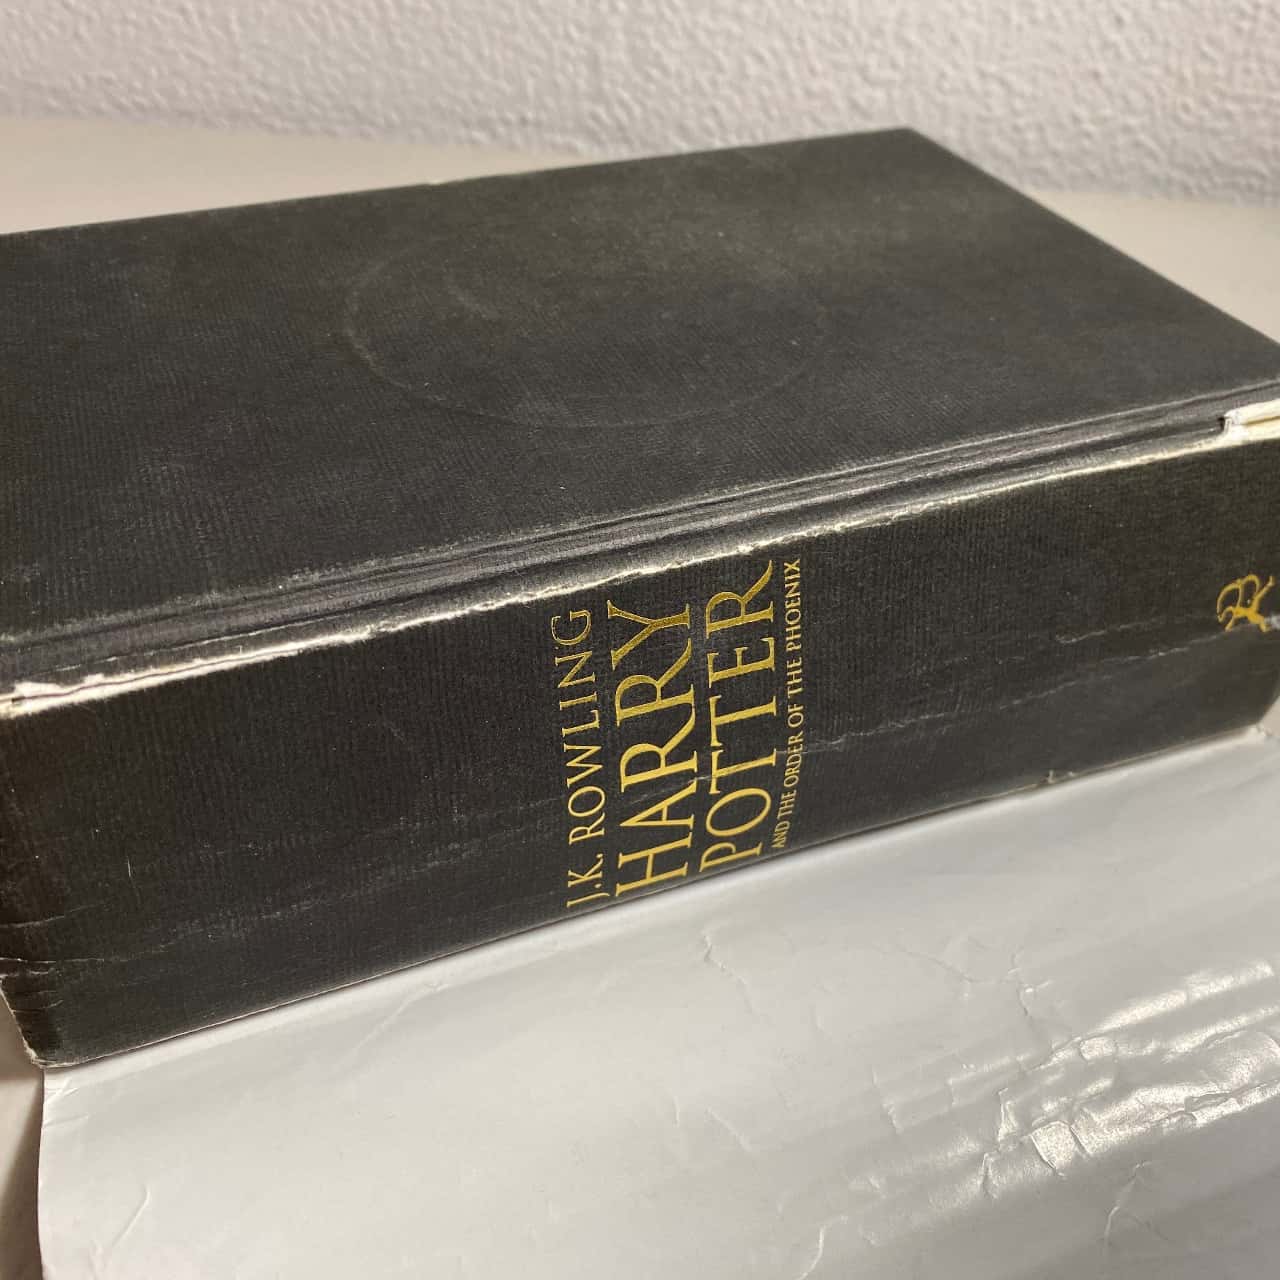 J.K. ROWLING
HARRY
POTTER
AND THE ORDER OF THE PHOENIX